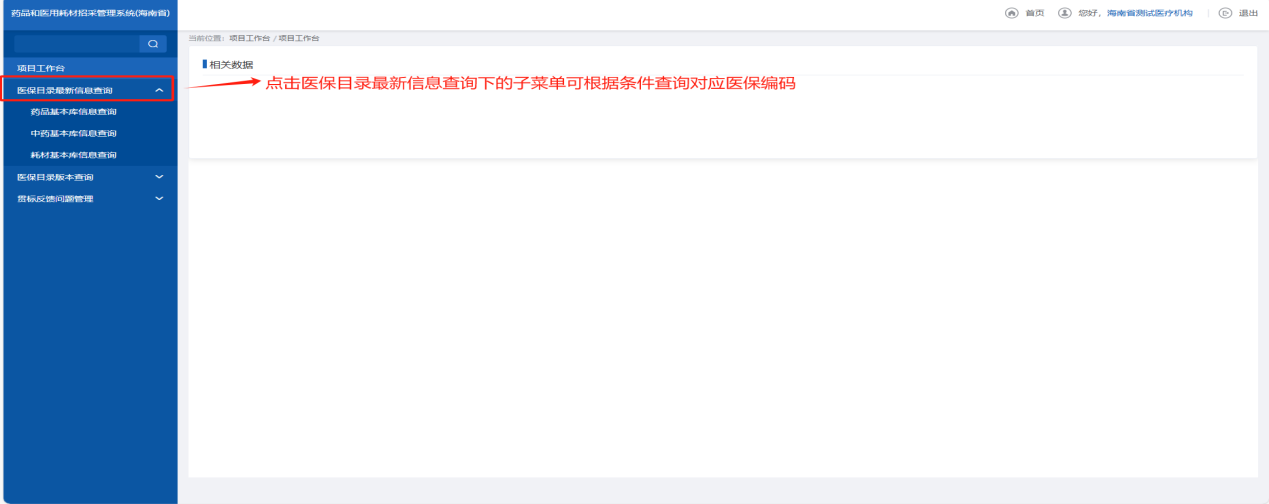 药品和医用耗材招采管理系统(海南省)
首页
您好，海南省测试医疗机构
退出
当前位置：项目工作台 / 项目工作台
项目工作台
医保目录最新信息查询
药品基本库信息查询
中药基本库信息查询
耗材基本库信息查询
医保目录版本查询
贯标反馈问题管理
相关数据
点击医保目录最新信息查询下的子菜单可根据条件查询对应医保编码